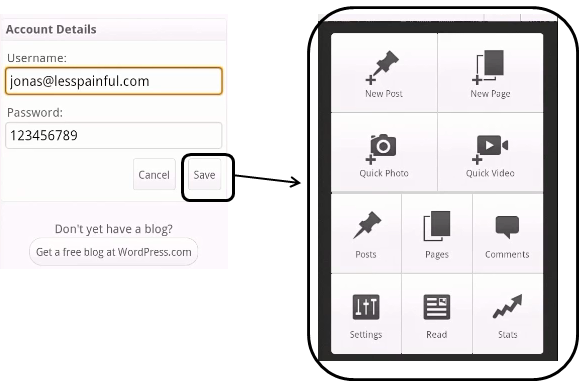 Account Details
Username:
jonas@lesspainful.com
Password:
123456789
Cancel Save
Don't yet have a blog?
Get a free blog at WordPress.com
New Post New Page
Quick Photo Quick Video
Posts Pages Comments
Settings Read Stats